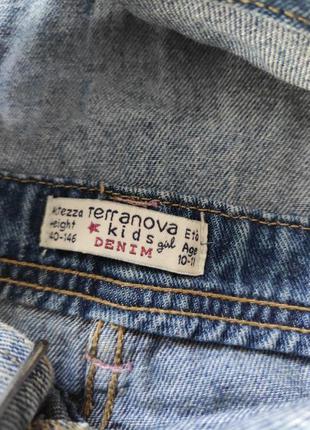 Altezza terranova Età
Height kids girl Age
140-146 DENIM 10-11